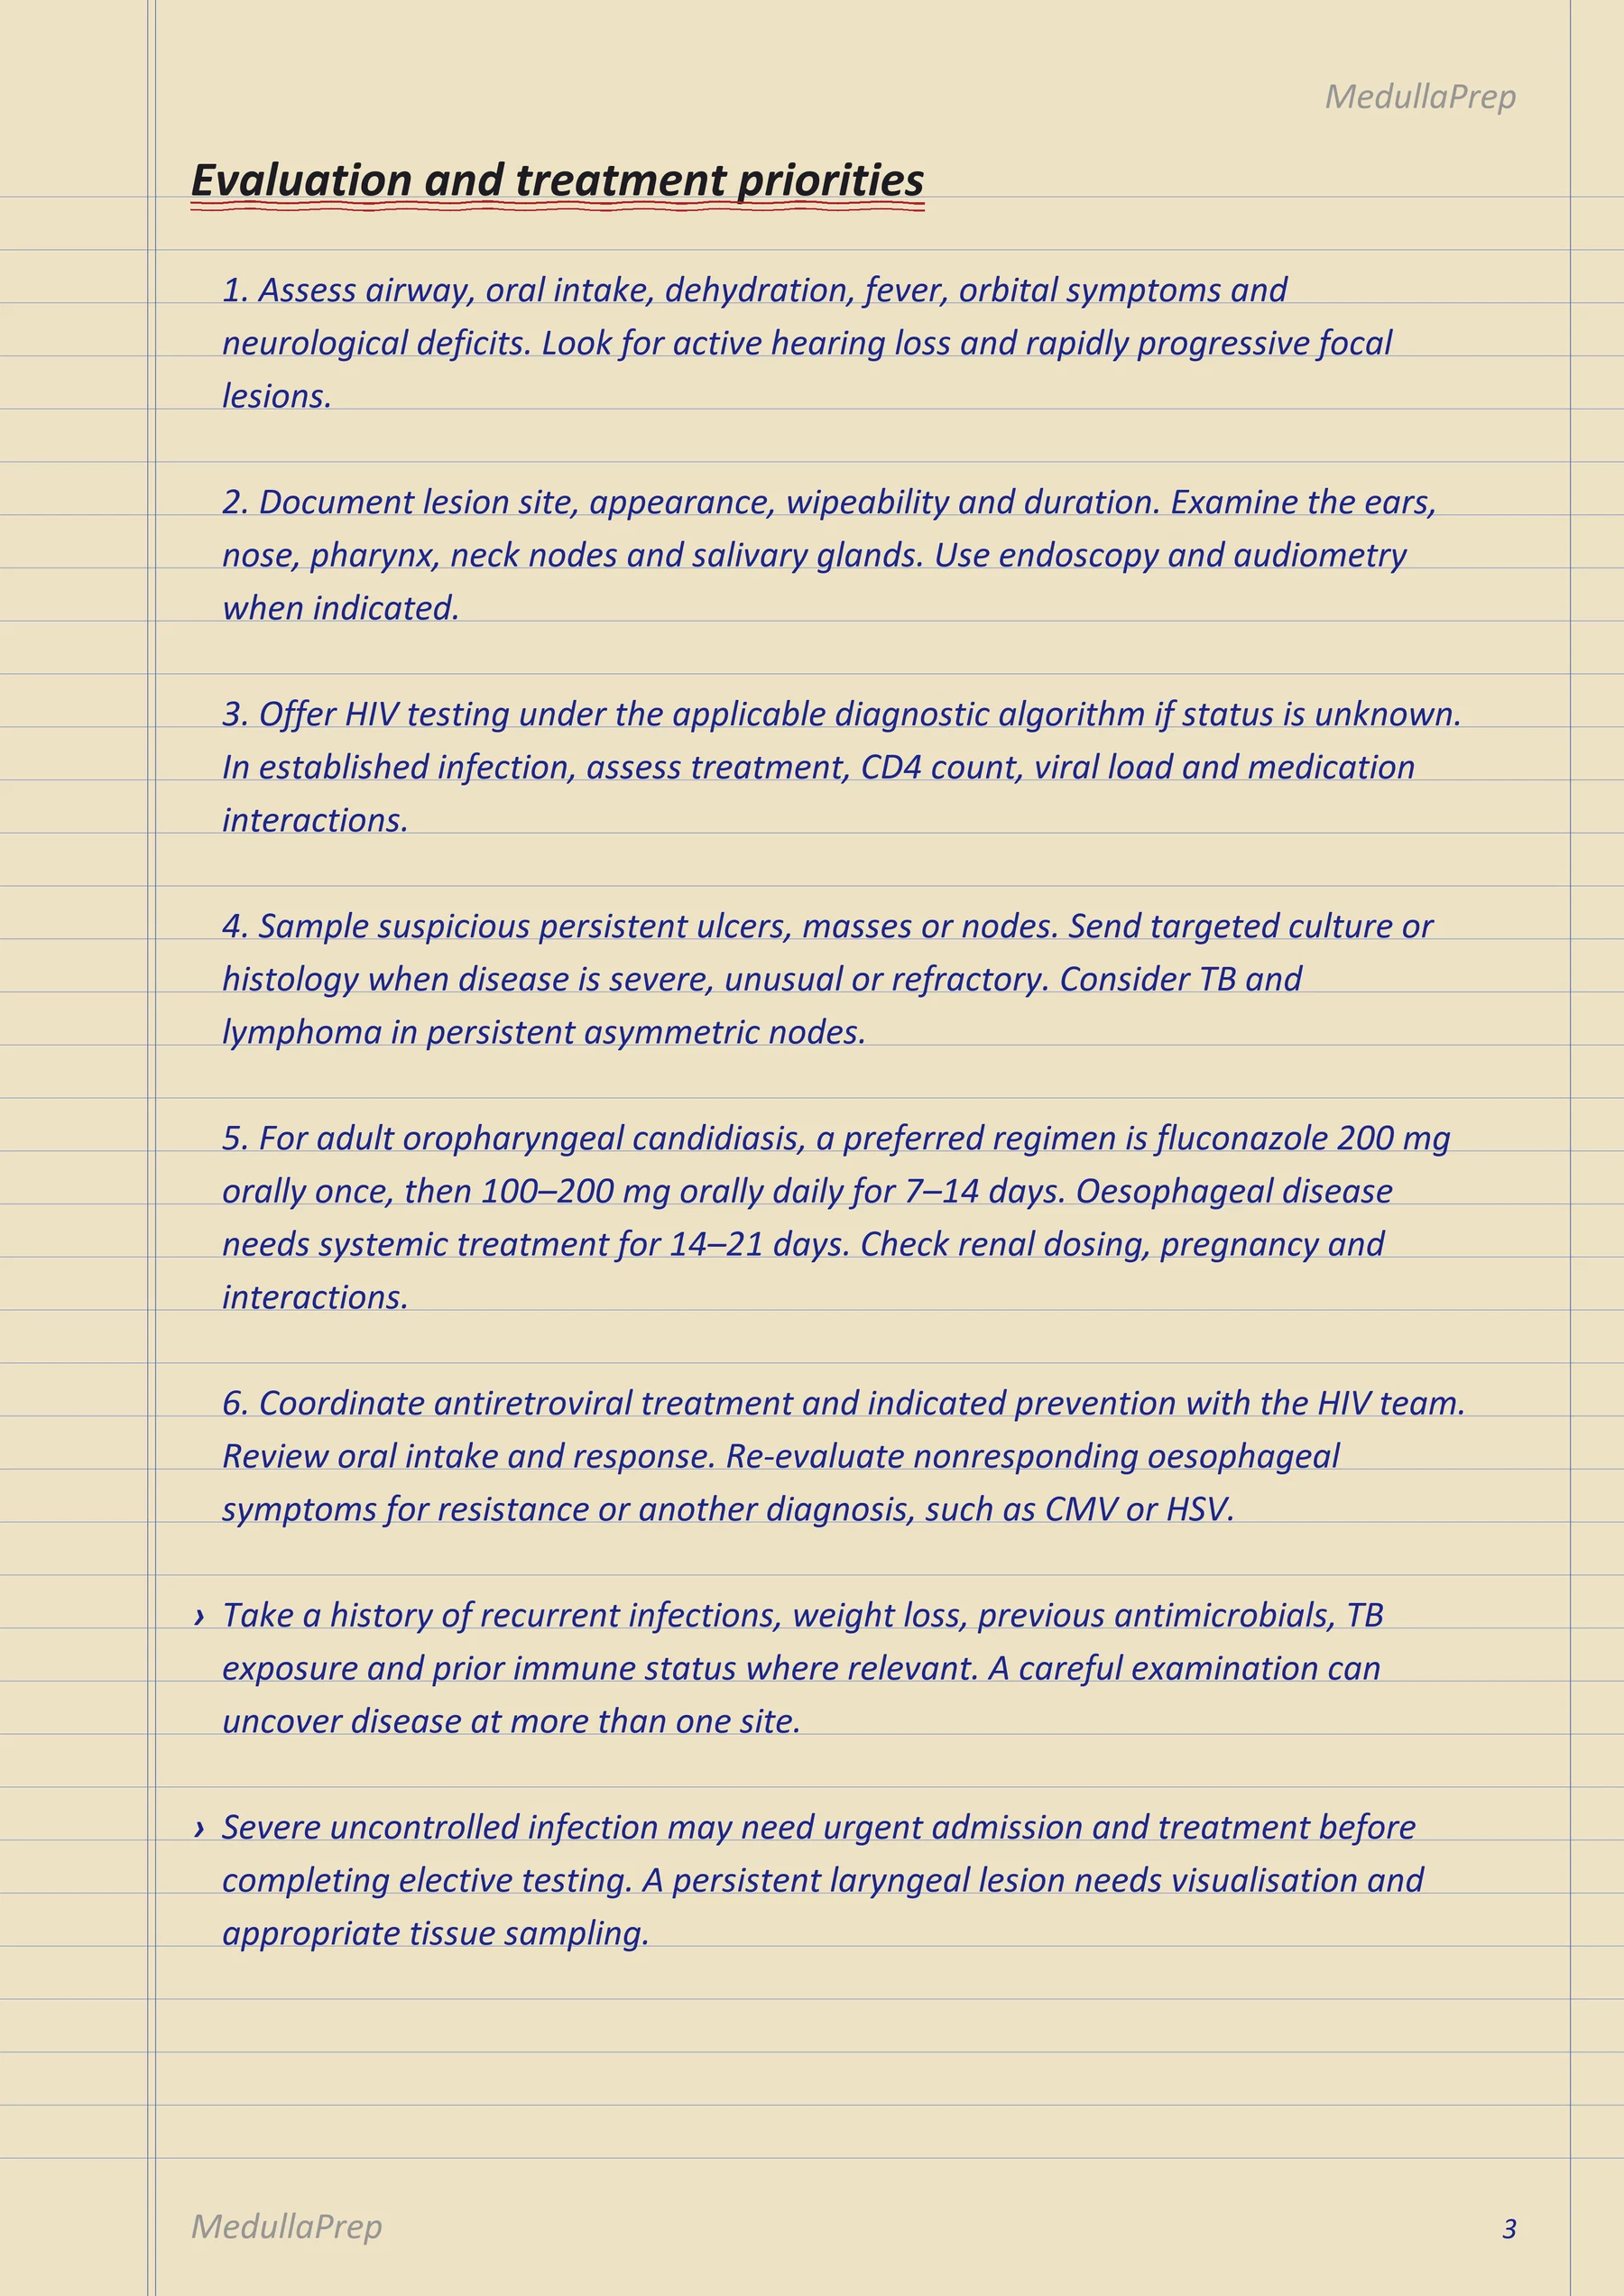 MedullaPrep
Evaluation and treatment priorities
1. Assess airway, oral intake, dehydration, fever, orbital symptoms and
neurological deficits. Look for active hearing loss and rapidly progressive focal
lesions.
2. Document lesion site, appearance, wipeability and duration. Examine the ears,
nose, pharynx, neck nodes and salivary glands. Use endoscopy and audiometry
when indicated.
3. Offer HIV testing under the applicable diagnostic algorithm if status is unknown.
In established infection, assess treatment, CD4 count, viral load and medication
interactions.
4. Sample suspicious persistent ulcers, masses or nodes. Send targeted culture or
histology when disease is severe, unusual or refractory. Consider TB and
lymphoma in persistent asymmetric nodes.
5. For adult oropharyngeal candidiasis, a preferred regimen is fluconazole 200 mg
orally once, then 100–200 mg orally daily for 7–14 days. Oesophageal disease
needs systemic treatment for 14–21 days. Check renal dosing, pregnancy and
interactions.
6. Coordinate antiretroviral treatment and indicated prevention with the HIV team.
Review oral intake and response. Re-evaluate nonresponding oesophageal
symptoms for resistance or another diagnosis, such as CMV or HSV.
› Take a history of recurrent infections, weight loss, previous antimicrobials, TB
exposure and prior immune status where relevant. A careful examination can
uncover disease at more than one site.
› Severe uncontrolled infection may need urgent admission and treatment before
completing elective testing. A persistent laryngeal lesion needs visualisation and
appropriate tissue sampling.
MedullaPrep
3